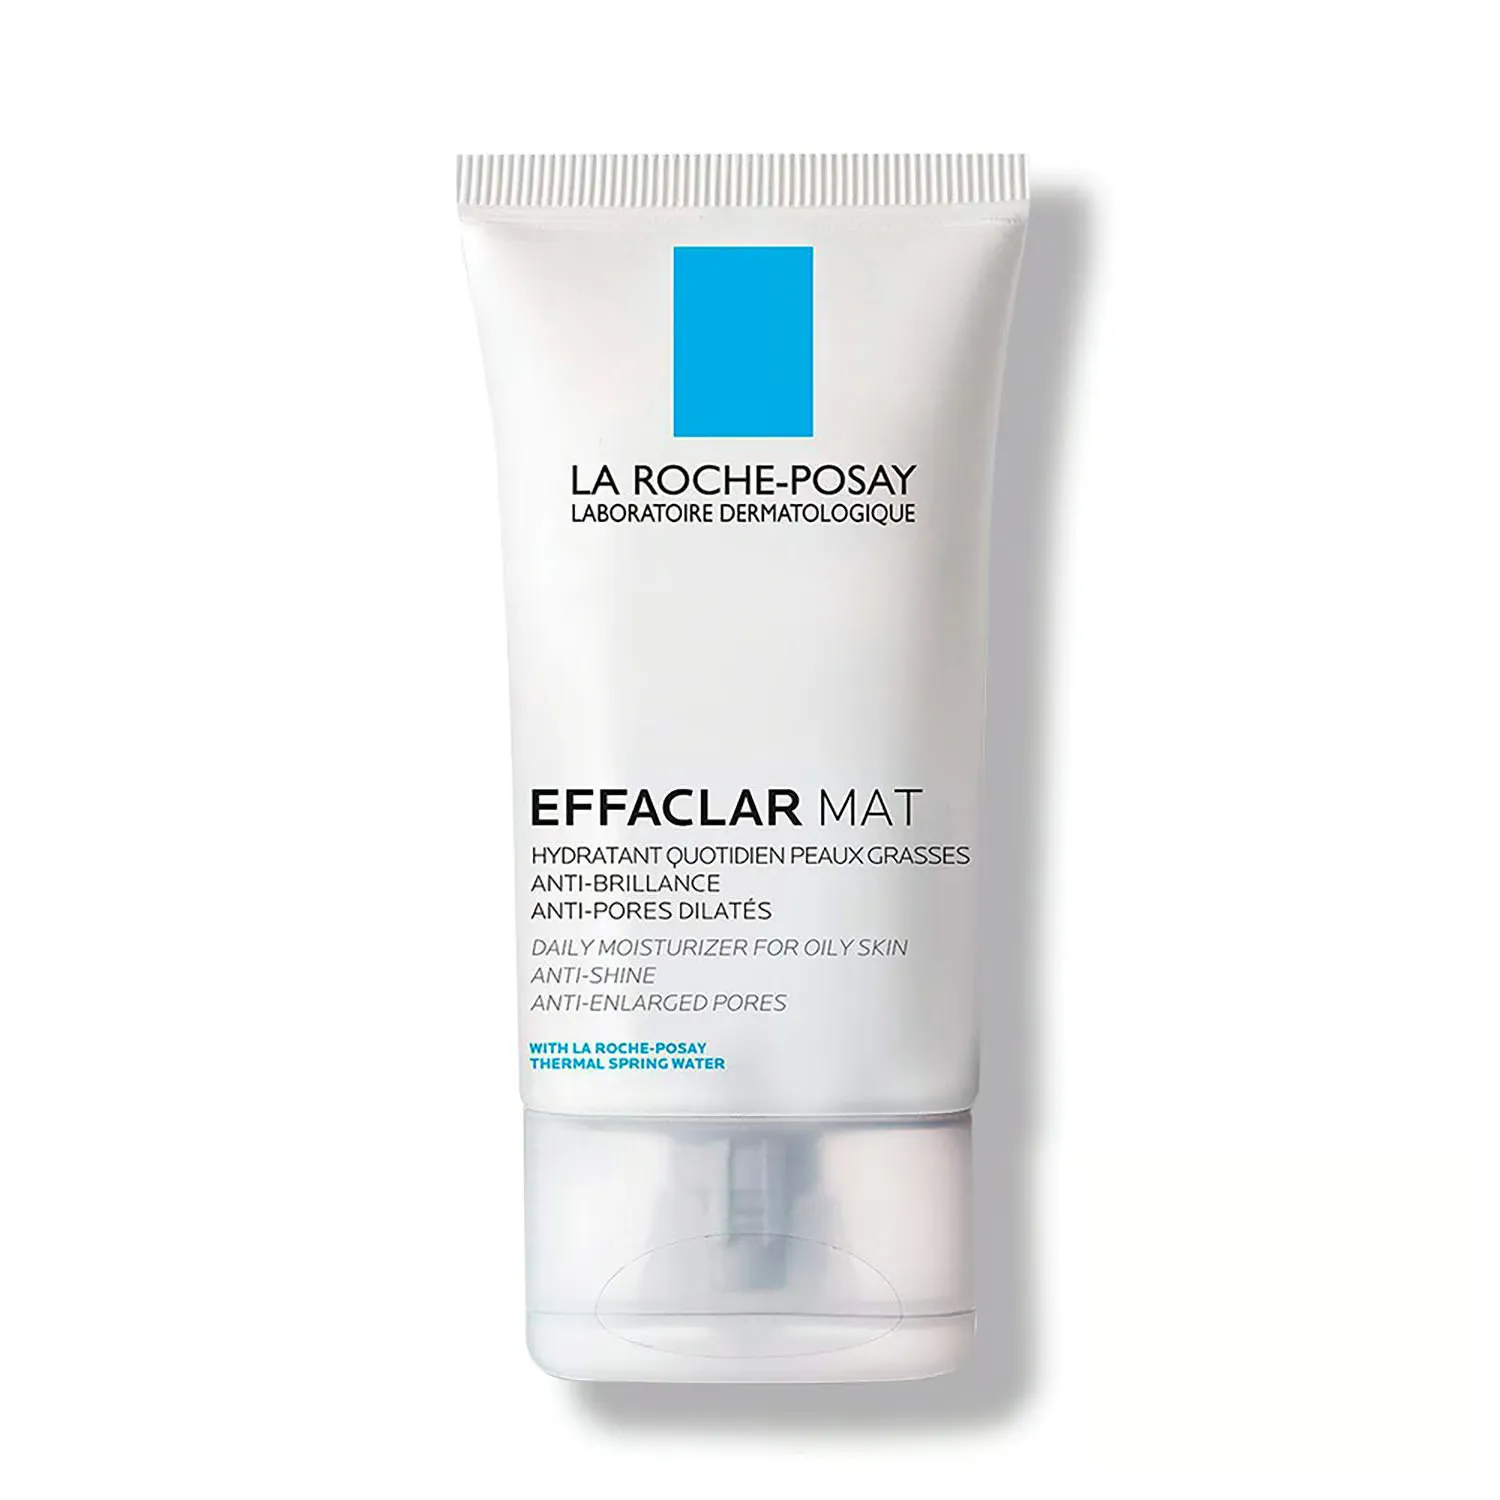 LA ROCHE-POSAY
LABORATOIRE DERMATOLOGIQUE
EFFACLAR MAT
HYDRATANT QUOTIDIEN PEAUX GRASSES
ANTI-BRILLANCE
ANTI-PORES DILATÉS
DAILY MOISTURIZER FOR OILY SKIN
ANTI-SHINE
ANTI-ENLARGED PORES
WITH LA ROCHE-POSAY
THERMAL SPRING WATER